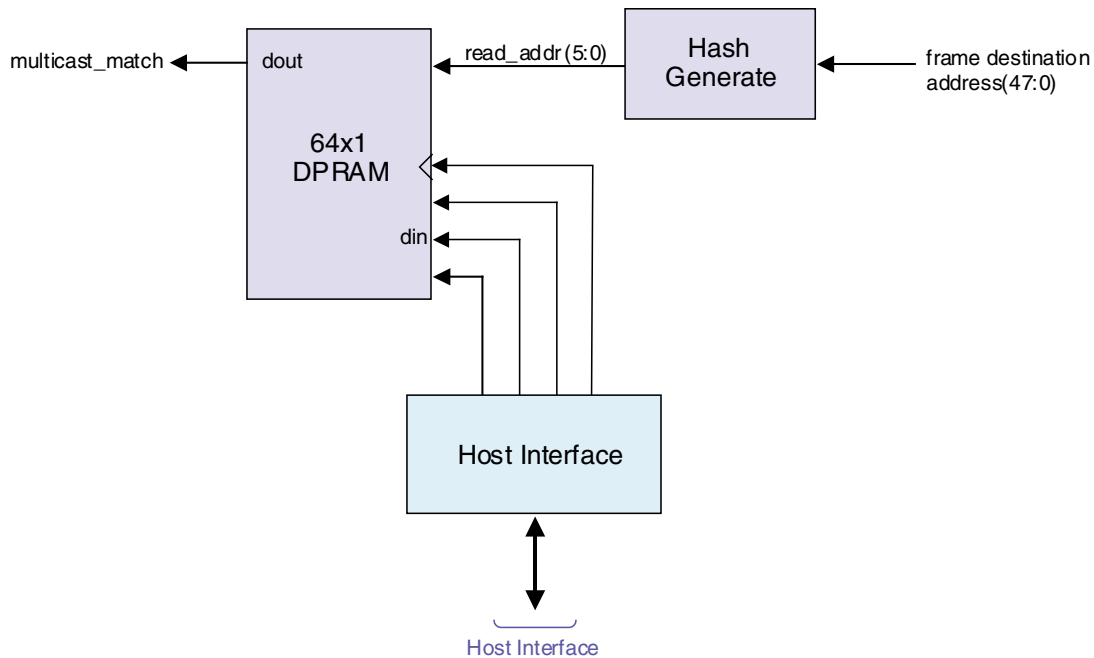 multicast_match
dout
read_addr(5:0)
Hash
Generate
frame destination
address(47:0)
64x1
DPRAM
din
Host Interface
Host Interface